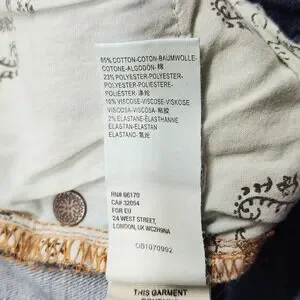 65% COTTON-COTON-BAUMWOLLE-
COTONE-ALGODÓN-棉
23% POLYESTER-POLYESTER-
POLYESTER-POLIESTERE-
POLIÉSTER-涤纶
10% VISCOSE-VISCOSE-VISKOSE
VISCOSA-VISCOSA-粘胶
2% ELASTANE-ÉLASTHANNE
ELASTAN-ELASTAN
ELASTANO-氨纶
RN# 66170
CA# 32054
FOR EU
24 WEST STREET,
LONDON, UK WC2H9NA
OB1070992
THIS GARMENT